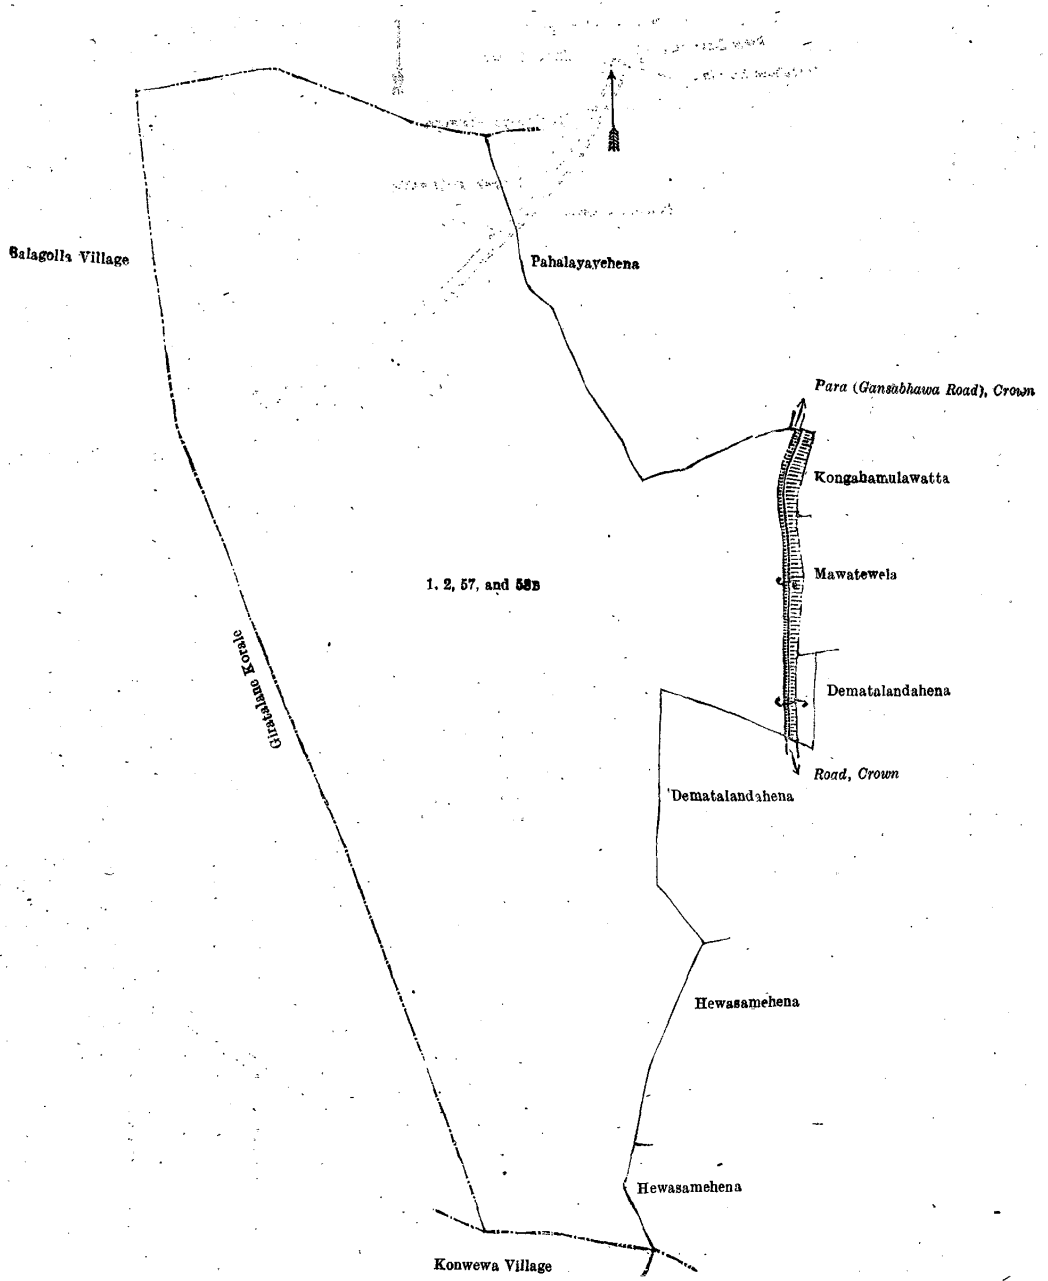 Galagolla Village
Pahalayayehena
Para (Gansabhawa Road), Crown
Kongahamulawatta
1, 2, 57, and 58B
Mawatewela
Giratalane Korale
Dematalandahena
Road, Crown
Dematalandahena
Hewasamehena
Hewasamehena
Konwewa Village